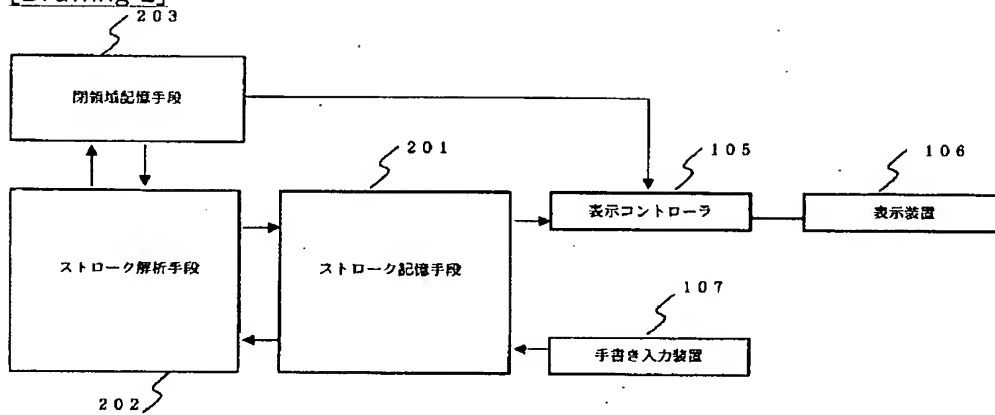 [Drawing 2]
２０３
閉領域記憶手段
２０１
１０５
１０６
表示コントローラ
表示装置
ストローク解析手段
ストローク記憶手段
１０７
手書き入力装置
２０２